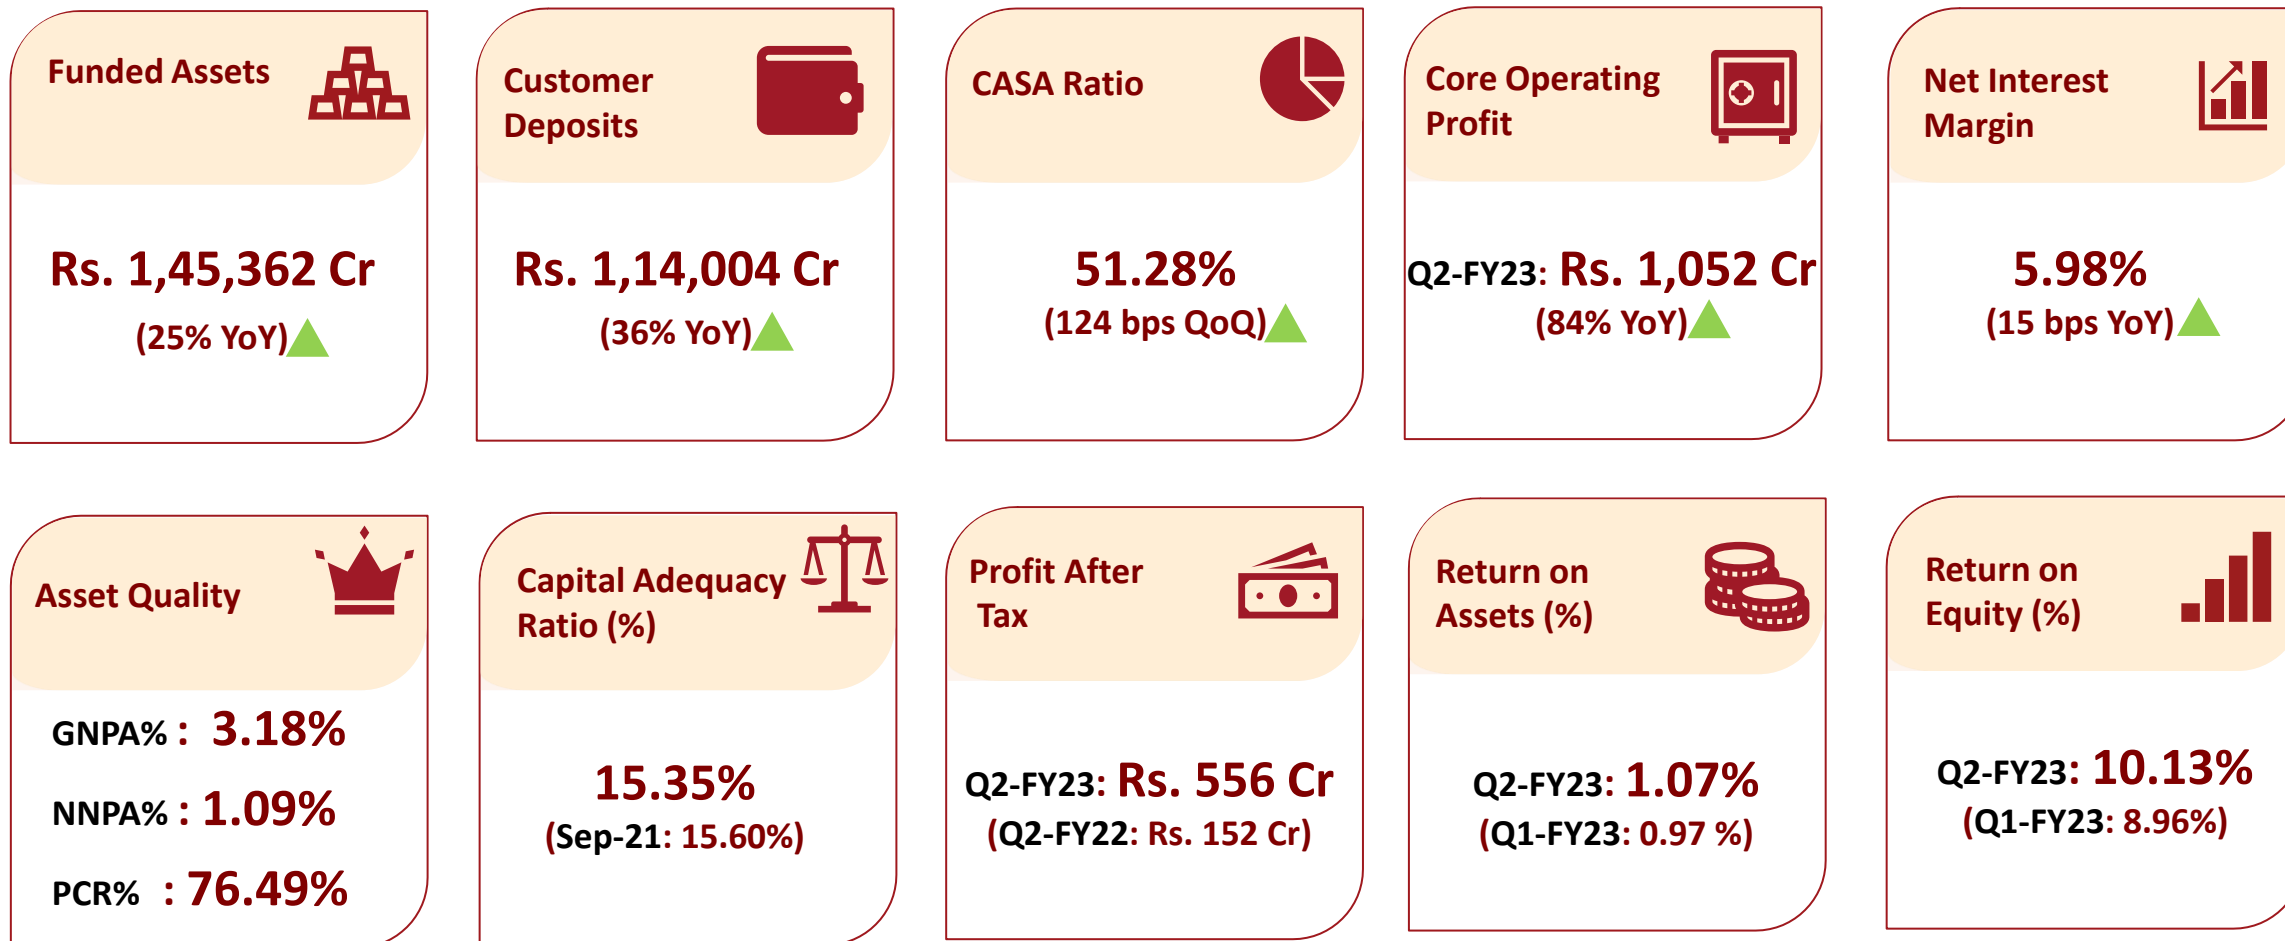 Funded Assets
Rs. 1,45,362 Cr
(25% YoY)
Customer
Deposits
Rs. 1,14,004 Cr
(36% YoY)
CASA Ratio
51.28%
(124 bps QoQ)
Core Operating
Profit
Q2-FY23: Rs. 1,052 Cr
(84% YoY)
Net Interest
Margin
5.98%
(15 bps YoY)
Asset Quality
GNPA% : 3.18%
NNPA% : 1.09%
PCR% : 76.49%
Capital Adequacy
Ratio (%)
15.35%
(Sep-21: 15.60%)
Profit After
Tax
Q2-FY23: Rs. 556 Cr
(Q2-FY22: Rs. 152 Cr)
Return on
Assets (%)
Q2-FY23: 1.07%
(Q1-FY23: 0.97 %)
Return on
Equity (%)
Q2-FY23: 10.13%
(Q1-FY23: 8.96%)